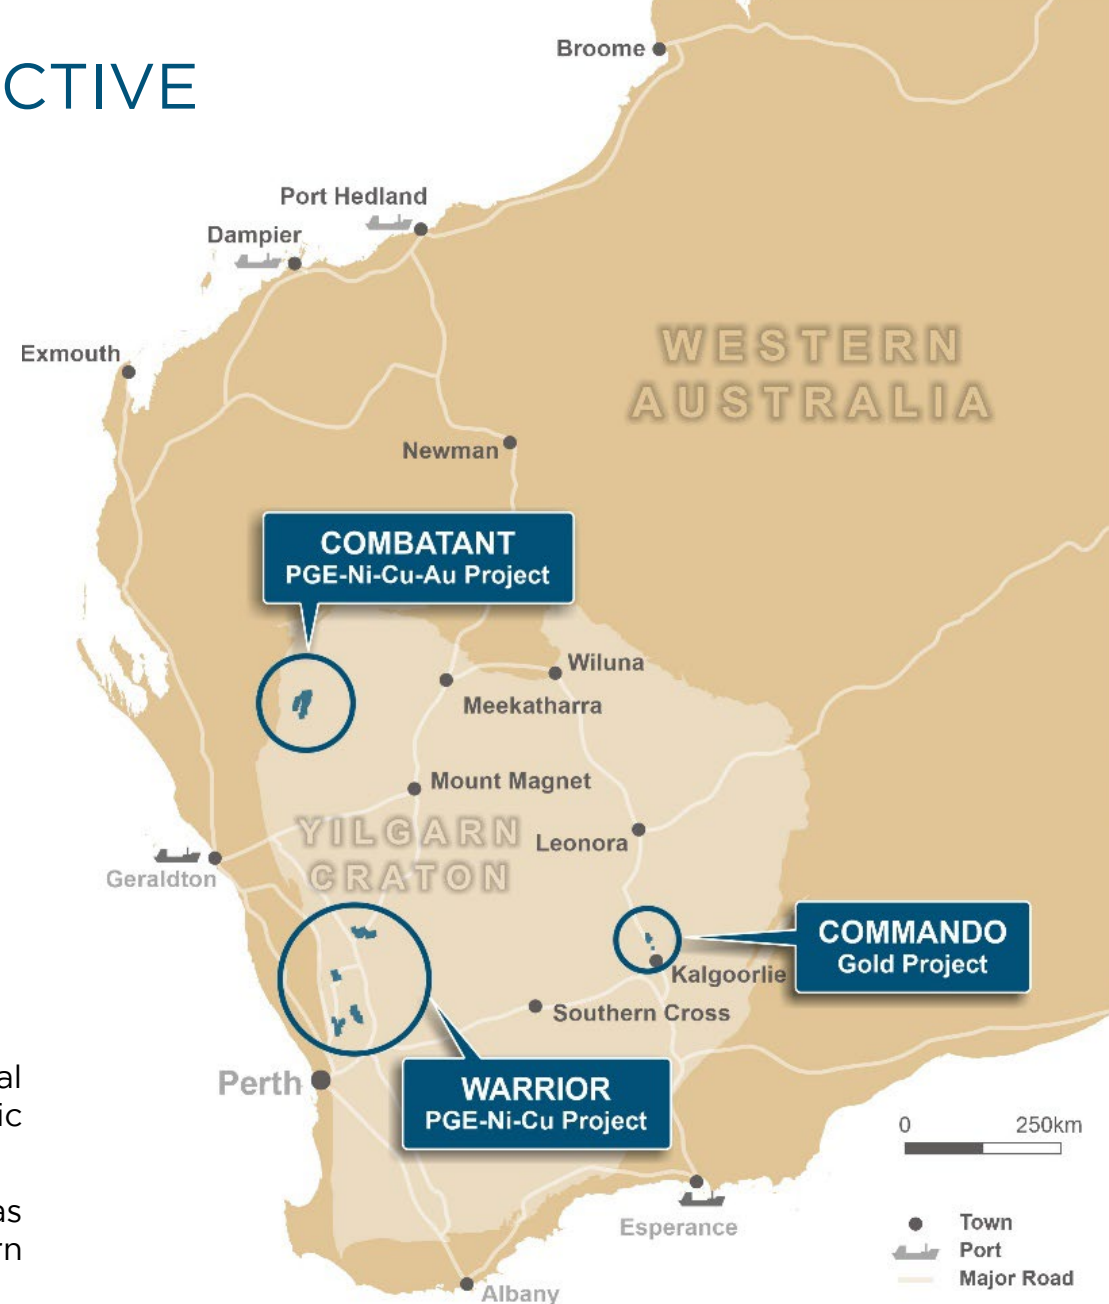 CTIVE
Broome
Port Hedland
Dampier
Exmouth
WESTERN
AUSTRALIA
Newman
COMBATANT
PGE-Ni-Cu-Au Project
Wiluna
Meekatharra
Mount Magnet
YILGARN
CRATON
Leonora
Geraldton
COMMANDO
Gold Project
Kalgoorlie
Southern Cross
Perth
WARRIOR
PGE-Ni-Cu Project
al
ic
as
rn
0 250km
Esperance
Albany
Town
Port
Major Road